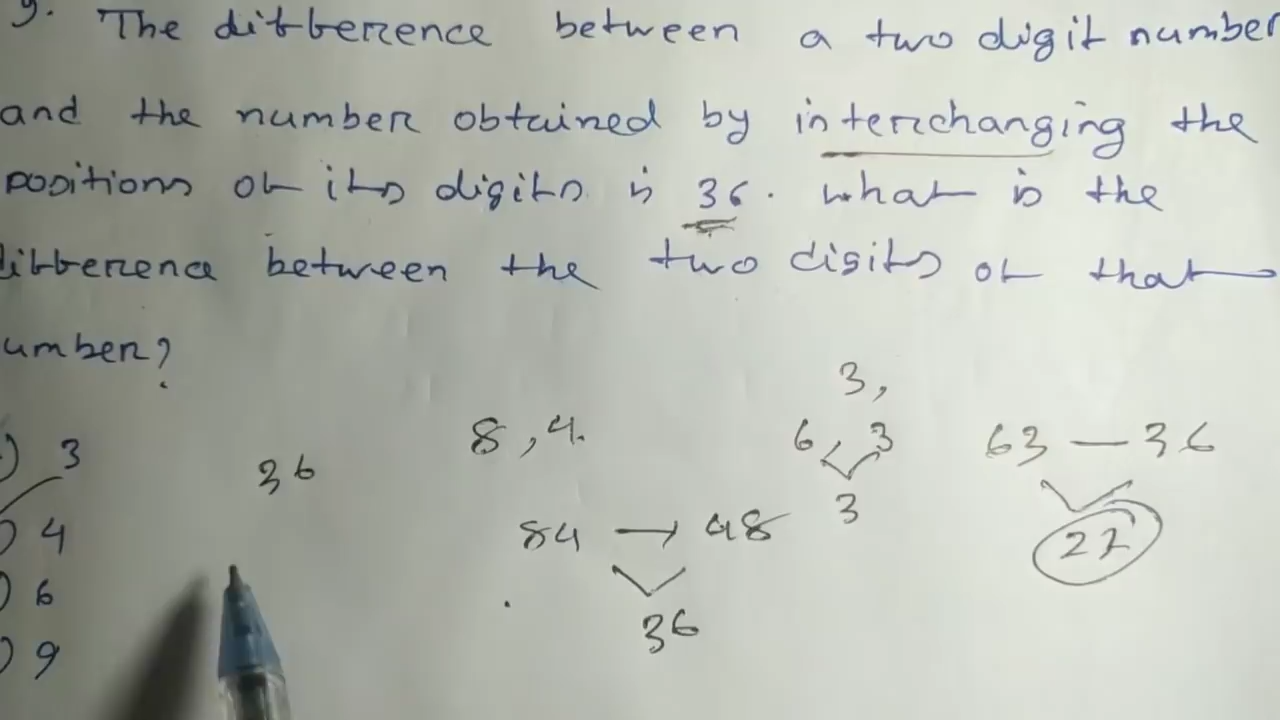 9. The difference between a two digit number
and the number obtained by interchanging the
positions of its digits is 36. what is the
difference between the two digits of that
umber?
3,
8, 4.
6, 3
63 — 36
) 3
36
3
84 → 48
27
) 4
) 6
36
) 9